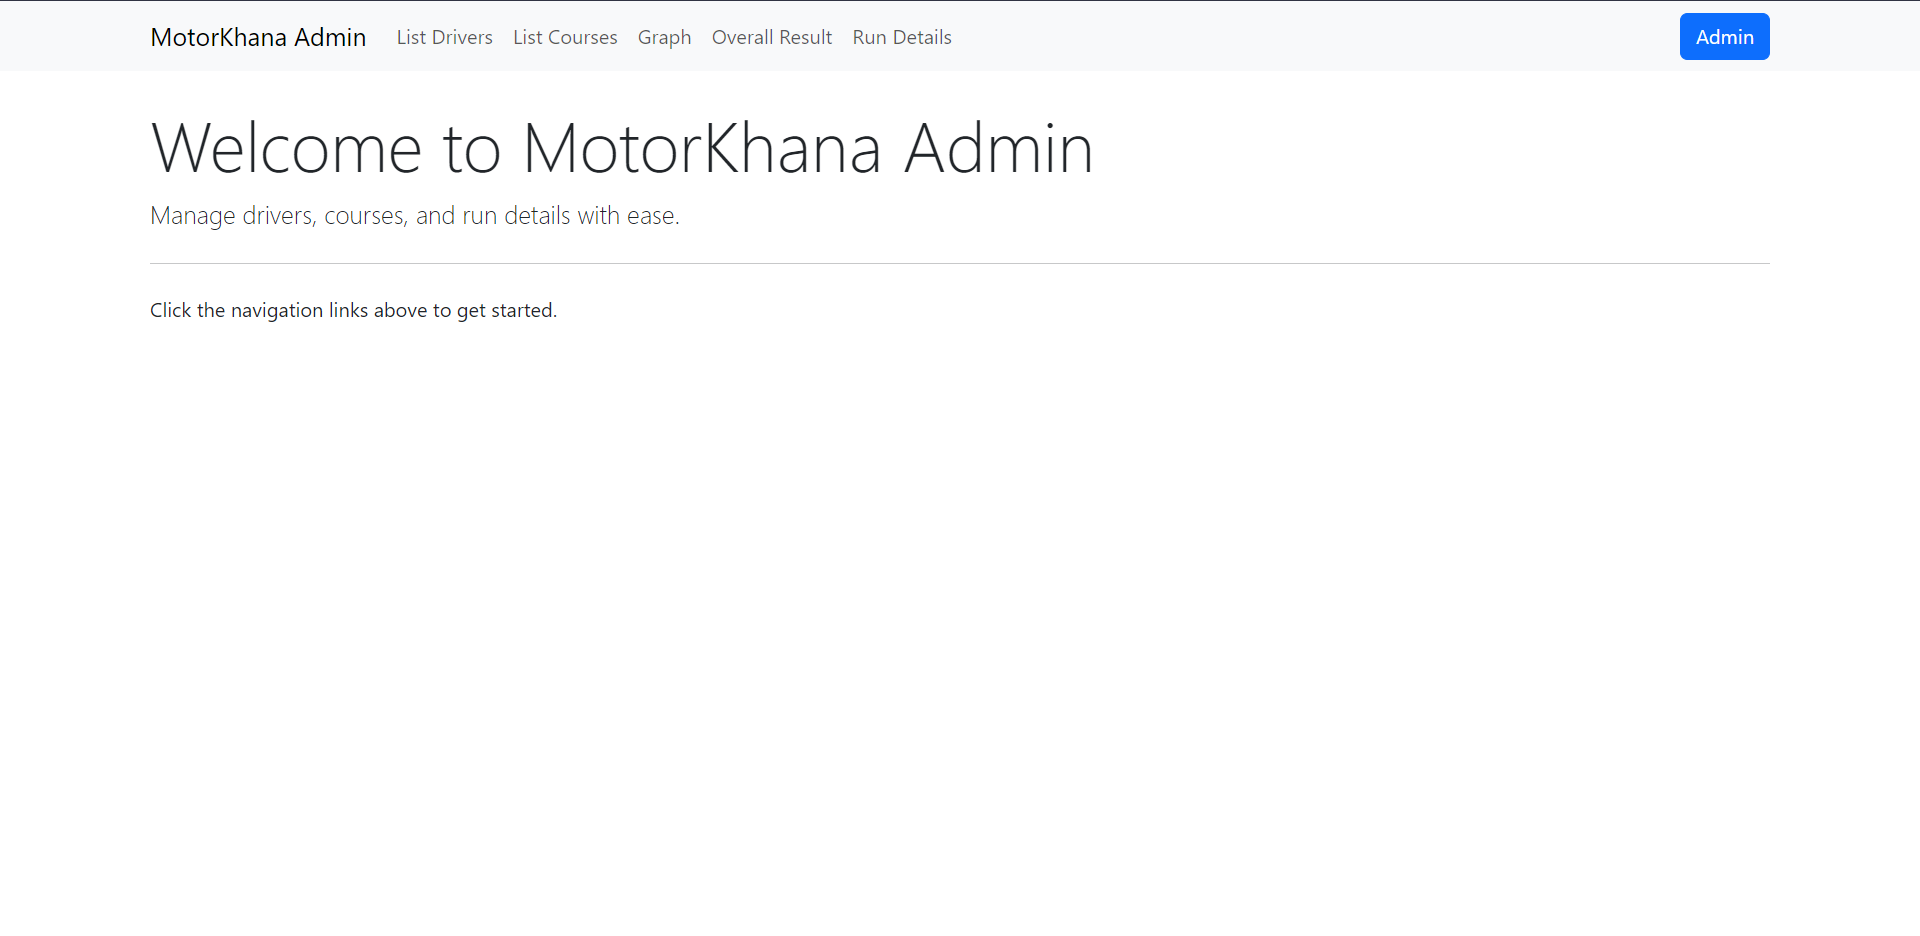 MotorKhana Admin List Drivers List Courses Graph Overall Result Run Details Admin
Welcome to MotorKhana Admin
Manage drivers, courses, and run details with ease.
Click the navigation links above to get started.